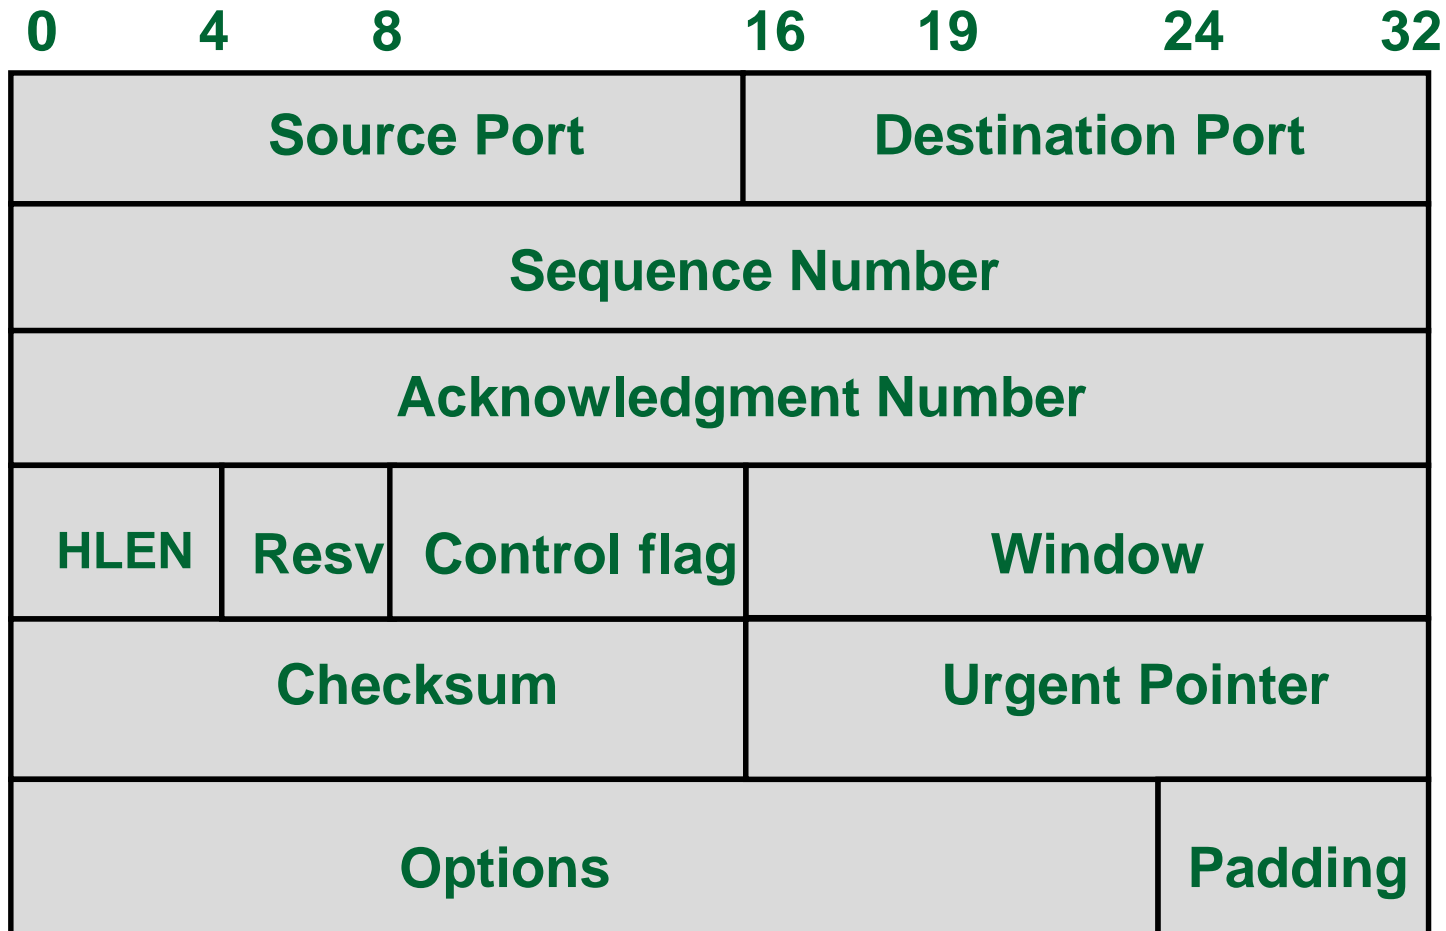 0 4 8 16 19 24 32
Source Port Destination Port
Sequence Number
Acknowledgment Number
HLEN Resv Control flag Window
Checksum Urgent Pointer
Options Padding